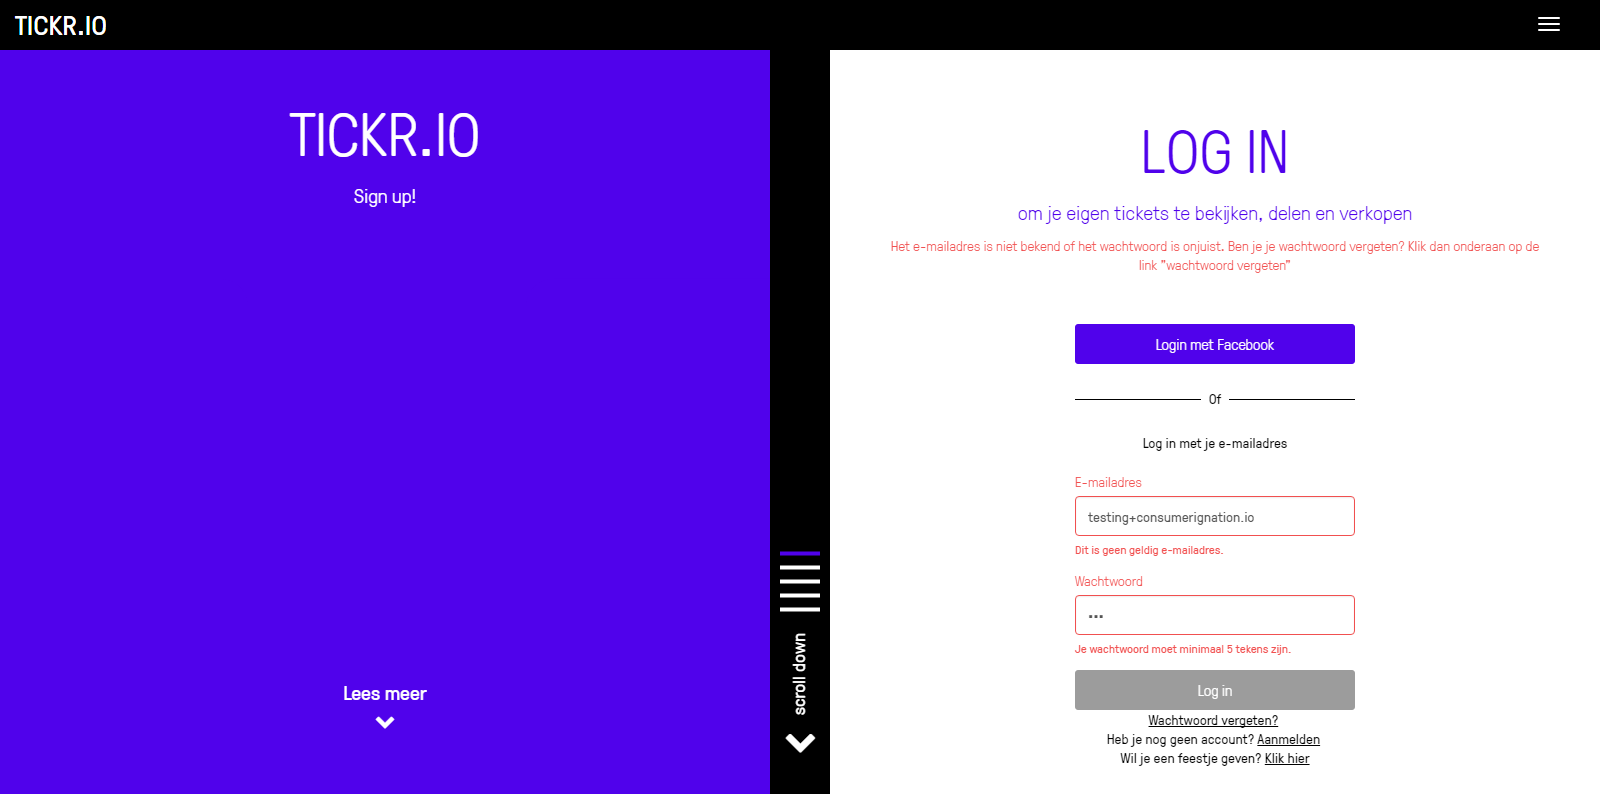 TICKR.IO
TICKR.IO
Sign up!
Lees meer
scroll down
LOG IN
om je eigen tickets te bekijken, delen en verkopen
Het e-mailadres is niet bekend of het wachtwoord is onjuist. Ben je je wachtwoord vergeten? Klik dan onderaan op de
link "wachtwoord vergeten"
Login met Facebook
Of
Log in met je e-mailadres
E-mailadres
testing+consumerignation.io
Dit is geen geldig e-mailadres.
Wachtwoord
Je wachtwoord moet minimaal 5 tekens zijn.
Log in
Wachtwoord vergeten?
Heb je nog geen account? Aanmelden
Wil je een feestje geven? Klik hier